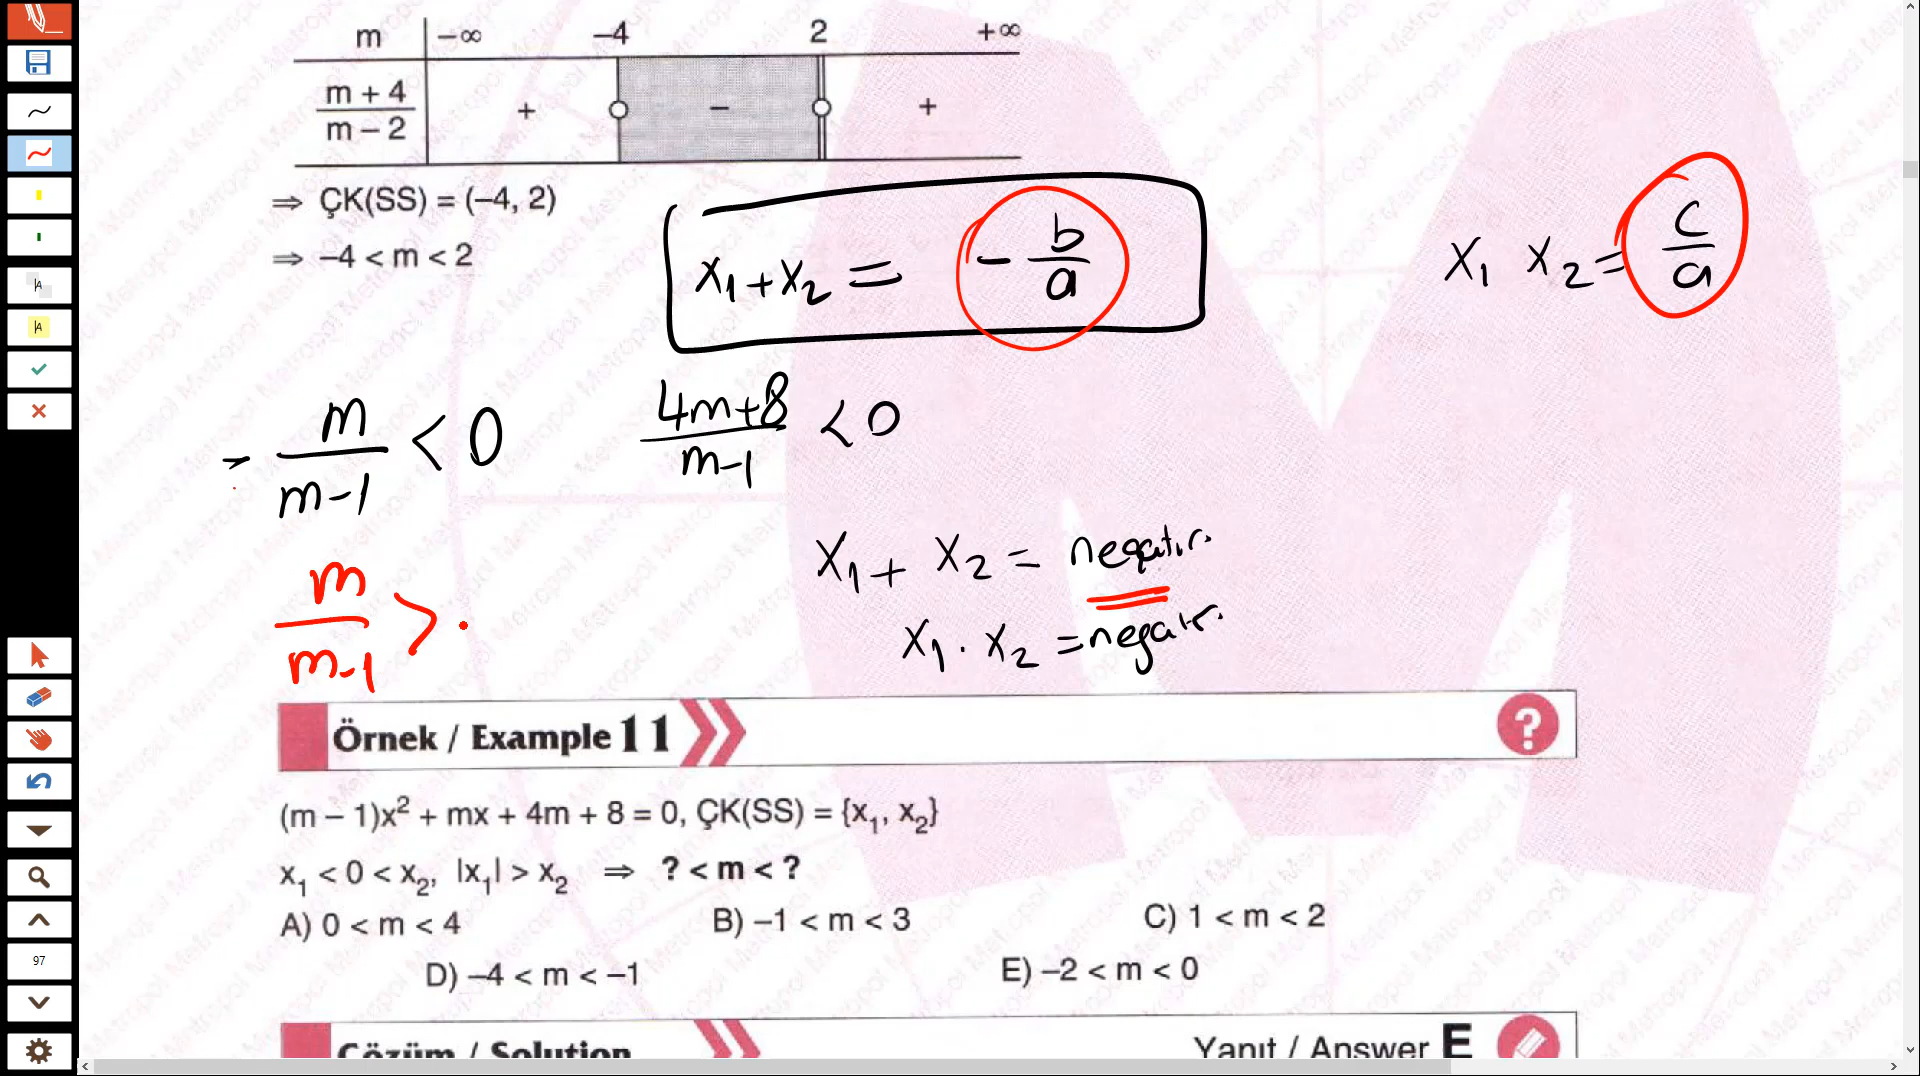 m −∞ −4 2 +∞
m + 4
m − 2
+ − +
⇒ ÇK(SS) = (−4, 2)
⇒ −4 < m < 2
x₁+x₂ = − b/a
x₁ x₂ = c/a
− m/(m−1) < 0
(4m+8)/(m−1) < 0
x₁ + x₂ = negatır.
x₁ . x₂ = negatır.
m/(m-1) > .
Örnek / Example 11
?
(m − 1)x² + mx + 4m + 8 = 0, ÇK(SS) = {x₁, x₂}
x₁ < 0 < x₂, |x₁| > x₂ ⇒ ? < m < ?
A) 0 < m < 4 B) −1 < m < 3 C) 1 < m < 2
D) −4 < m < −1 E) −2 < m < 0
Çözüm / Solution Yanıt / Answer E
97